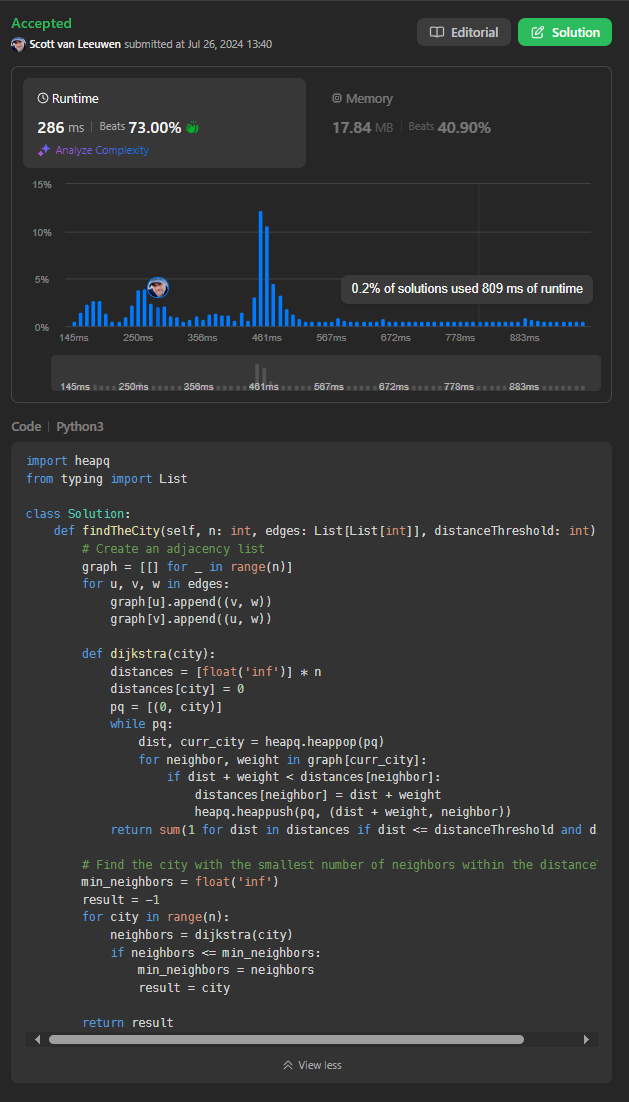 Accepted
Scott van Leeuwen submitted at Jul 26, 2024 13:40
Editorial
Solution
Runtime
286 ms | Beats 73.00%
Analyze Complexity
Memory
17.84 MB | Beats 40.90%
15%
10%
5%
0%
0.2% of solutions used 809 ms of runtime
145ms 250ms 356ms 461ms 567ms 672ms 778ms 883ms
145ms 250ms 356ms 461ms 567ms 672ms 778ms 883ms
Code | Python3
import heapq
from typing import List
class Solution:
    def findTheCity(self, n: int, edges: List[List[int]], distanceThreshold: int)
        # Create an adjacency list
        graph = [[] for _ in range(n)]
        for u, v, w in edges:
            graph[u].append((v, w))
            graph[v].append((u, w))
        def dijkstra(city):
            distances = [float('inf')] * n
            distances[city] = 0
            pq = [(0, city)]
            while pq:
                dist, curr_city = heapq.heappop(pq)
                for neighbor, weight in graph[curr_city]:
                    if dist + weight < distances[neighbor]:
                        distances[neighbor] = dist + weight
                        heapq.heappush(pq, (dist + weight, neighbor))
            return sum(1 for dist in distances if dist <= distanceThreshold and d
        # Find the city with the smallest number of neighbors within the distance
        min_neighbors = float('inf')
        result = -1
        for city in range(n):
            neighbors = dijkstra(city)
            if neighbors <= min_neighbors:
                min_neighbors = neighbors
                result = city
        return result
View less